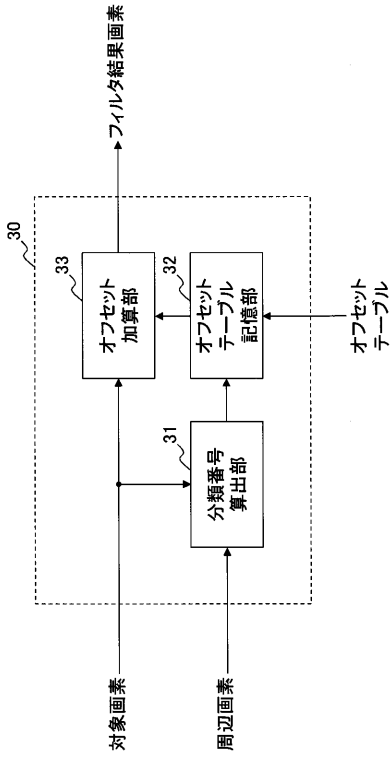 30
対象画素
33
オフセット
加算部
フィルタ結果画素
31
分類番号
算出部
32
オフセット
テーブル
記憶部
周辺画素
オフセット
テーブル